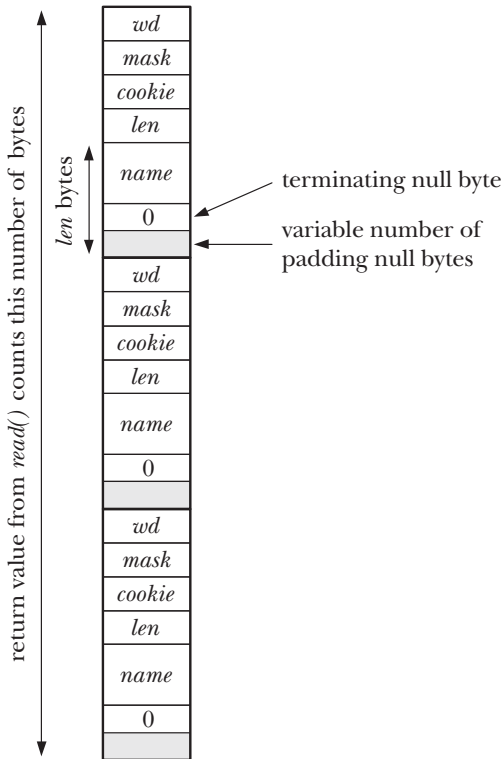 return value from read() counts this number of bytes
wd
mask
cookie
len
len bytes
name
terminating null byte
0
variable number of
padding null bytes
wd
mask
cookie
len
name
0
wd
mask
cookie
len
name
0